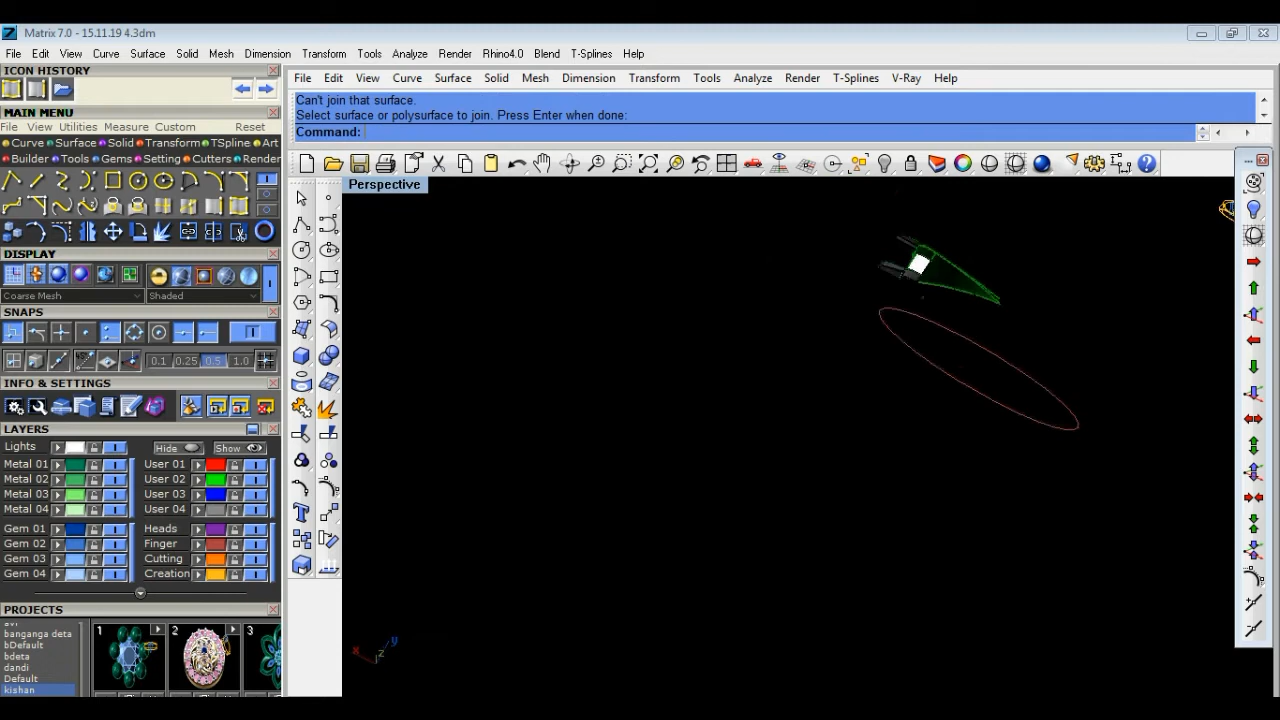 Matrix 7.0 - 15.11.19 4.3dm
File Edit View Curve Surface Solid Mesh Dimension Transform Tools Analyze Render Rhino4.0 Blend T-Splines Help
ICON HISTORY
File Edit View Curve Surface Solid Mesh Dimension Transform Tools Analyze Render T-Splines V-Ray Help
Can't join that surface.
Select surface or polysurface to join. Press Enter when done:
Command:
MAIN MENU
File View Utilities Measure Custom Reset
Curve Surface Solid Transform TSpline Art
Builder Tools Gems Setting Cutters Render
Perspective
DISPLAY
Coarse Mesh Shaded
SNAPS
0.1 0.25 0.5 1.0
INFO & SETTINGS
LAYERS
Lights Hide Show
Metal 01 User 01
Metal 02 User 02
Metal 03 User 03
Metal 04 User 04
Gem 01 Heads
Gem 02 Finger
Gem 03 Cutting
Gem 04 Creation
PROJECTS
banganga deta
bDefault
bdeta
dandi
Default
kishan
1 2 3
x y z